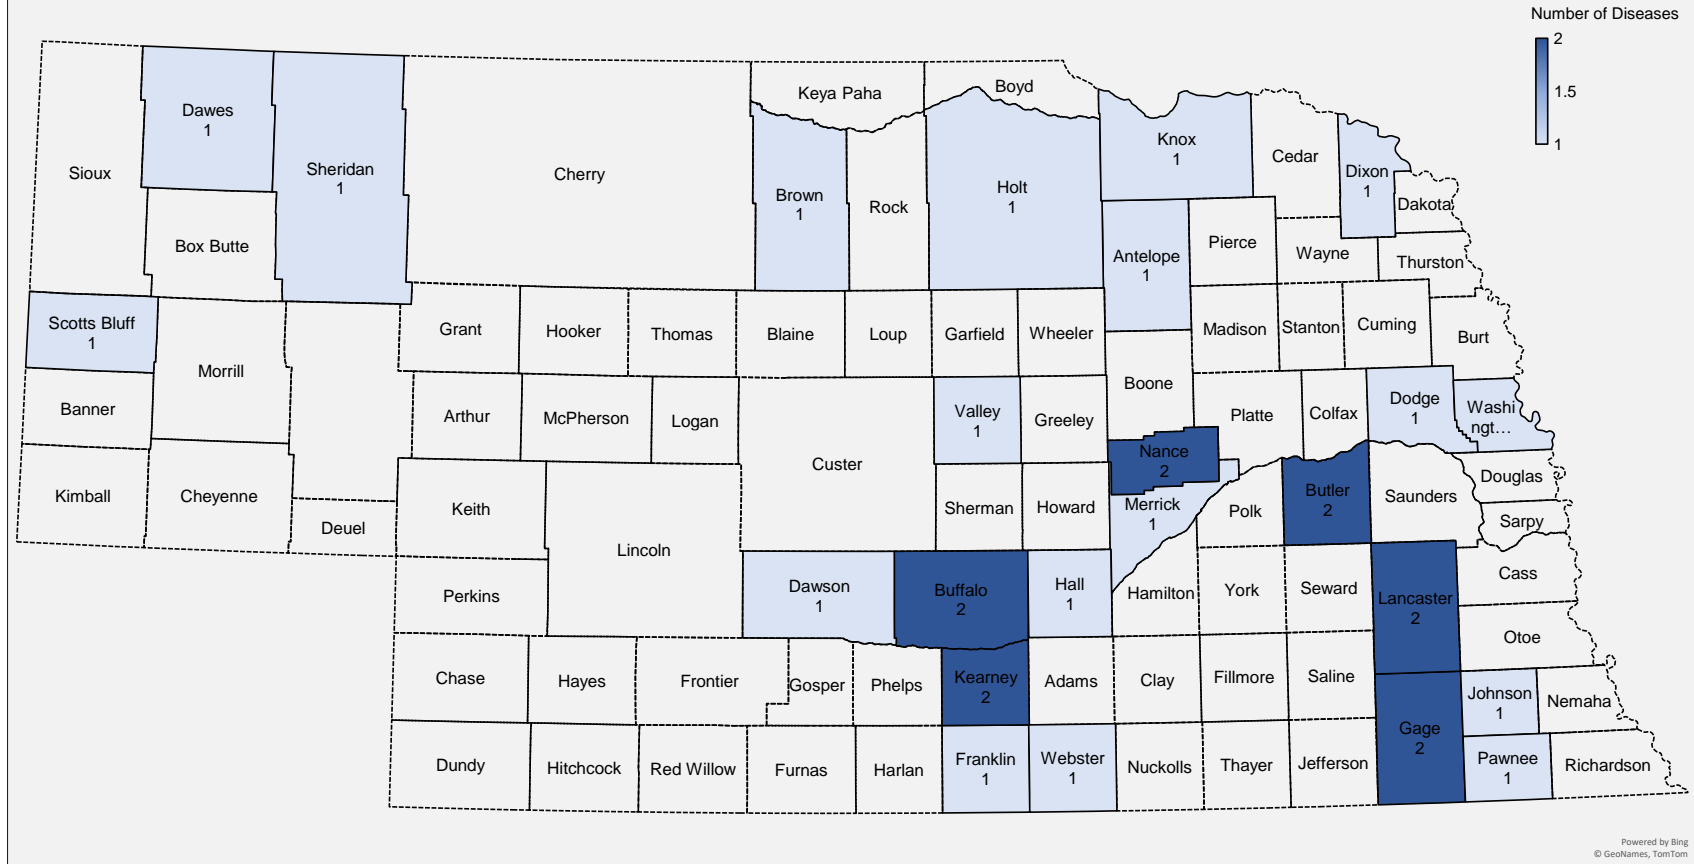 Number of Diseases
2
1.5
1
Keya Paha
Boyd
Dawes
1
Knox
1
Cedar
Sioux
Sheridan
1
Cherry
Dixon
1
Brown
1
Rock
Holt
1
Dakota
Box Butte
Pierce
Wayne
Antelope
1
Thurston
Scotts Bluff
1
Grant
Hooker
Thomas
Blaine
Loup
Garfield
Wheeler
Madison
Stanton
Cuming
Burt
Morrill
Boone
Banner
Arthur
McPherson
Logan
Valley
1
Greeley
Platte
Colfax
Dodge
1
Washi
ngt…
Custer
Nance
2
Kimball
Cheyenne
Keith
Sherman
Howard
Merrick
1
Polk
Butler
2
Saunders
Douglas
Sarpy
Deuel
Lincoln
Perkins
Dawson
1
Buffalo
2
Hall
1
Hamilton
York
Seward
Lancaster
2
Cass
Otoe
Chase
Hayes
Frontier
Gosper
Phelps
Kearney
2
Adams
Clay
Fillmore
Saline
Johnson
1
Nemaha
Gage
2
Dundy
Hitchcock
Red Willow
Furnas
Harlan
Franklin
1
Webster
1
Nuckolls
Thayer
Jefferson
Pawnee
1
Richardson
Powered by Bing
© GeoNames, TomTom